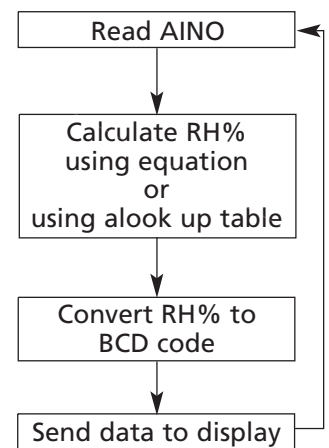 Read AINO
Calculate RH%
using equation
or
using alook up table
Convert RH% to
BCD code
Send data to display